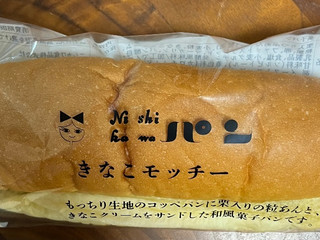 Ni shi
ko no パン
きなこモッチー
もっちり生地のコッペパンに栗入りの粒あんと、
きなこクリームをサンドした和風菓子パンです